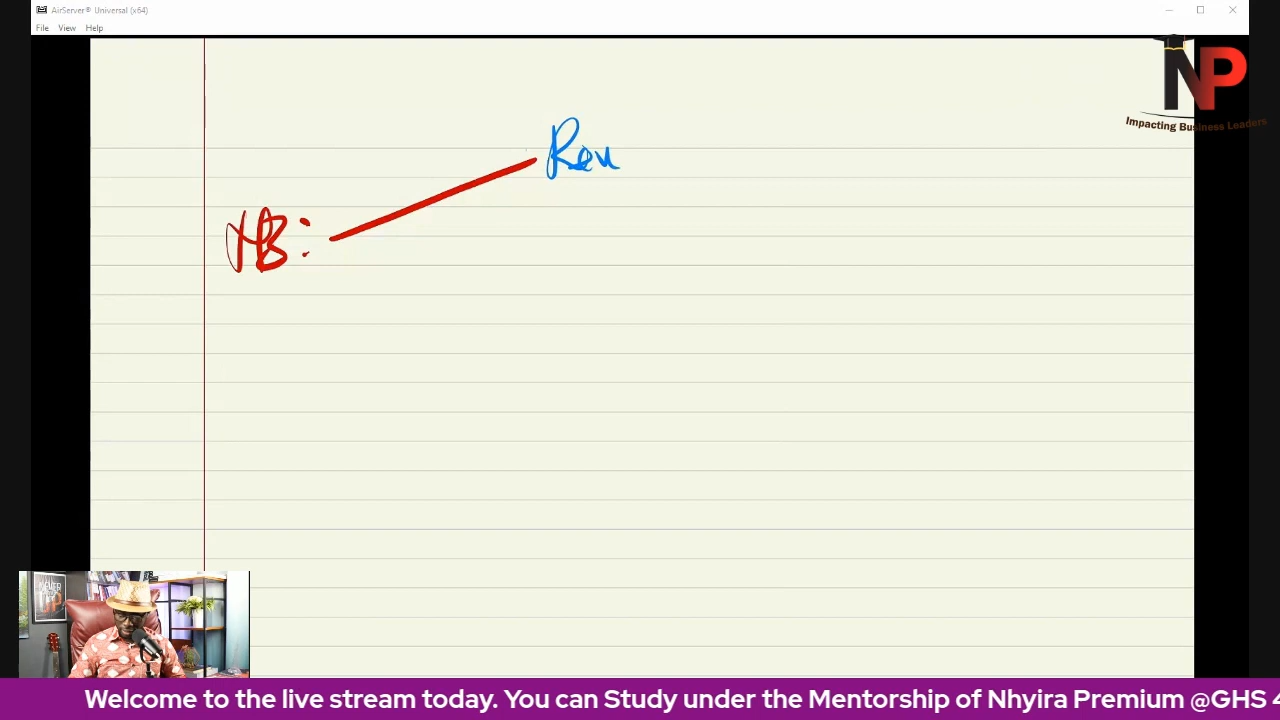 AirServer® Universal (x64)
File View Help
NP
Impacting Business Leaders
Rev
Welcome to the live stream today. You can Study under the Mentorship of Nhyira Premium @GHS 4